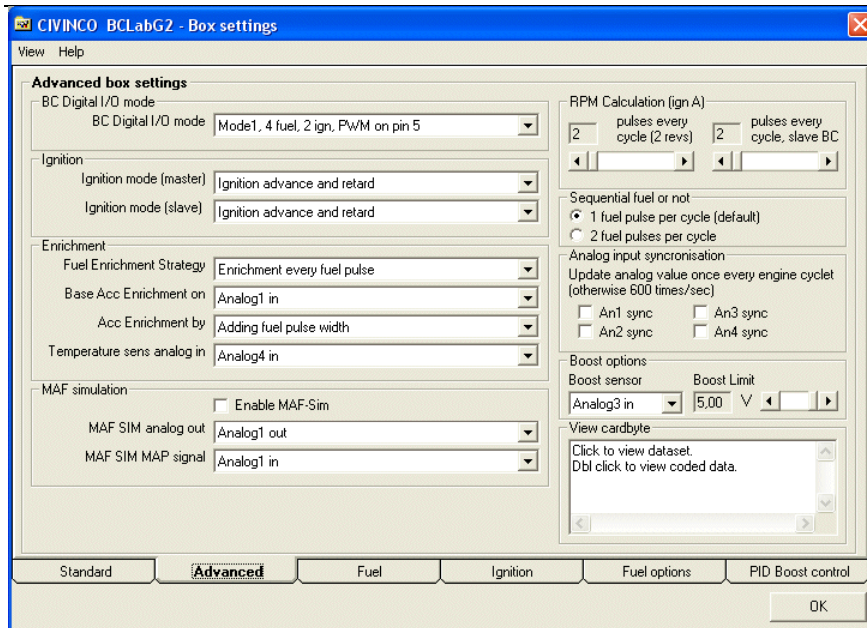 CIVINCO BCLabG2 - Box settings
View Help
Advanced box settings
BC Digital I/O mode
BC Digital I/O mode Mode1, 4 fuel, 2 ign, PWM on pin 5
Ignition
Ignition mode (master) Ignition advance and retard
Ignition mode (slave) Ignition advance and retard
Enrichment
Fuel Enrichment Strategy Enrichment every fuel pulse
Base Acc Enrichment on Analog1 in
Acc Enrichment by Adding fuel pulse width
Temperature sens analog in Analog4 in
MAF simulation
Enable MAF-Sim
MAF SIM analog out Analog1 out
MAF SIM MAP signal Analog1 in
RPM Calculation (ign A)
2 pulses every cycle (2 revs)
2 pulses every cycle, slave BC
Sequential fuel or not
1 fuel pulse per cycle (default)
2 fuel pulses per cycle
Analog input syncronisation
Update analog value once every engine cyclet
(otherwise 600 times/sec)
An1 sync An3 sync
An2 sync An4 sync
Boost options
Boost sensor Boost Limit
Analog3 in 5,00 V
View cardbyte
Click to view dataset.
Dbl click to view coded data.
Standard Advanced Fuel Ignition Fuel options PID Boost control
OK